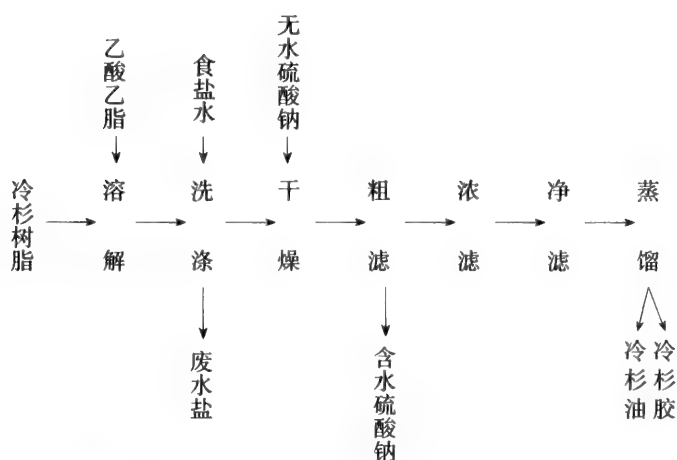 乙酸乙脂
食盐水
无水硫酸钠
冷杉树脂
溶解
洗涤
干燥
粗滤
浓滤
净滤
蒸馏
废水盐
含水硫酸钠
冷杉油
冷杉胶